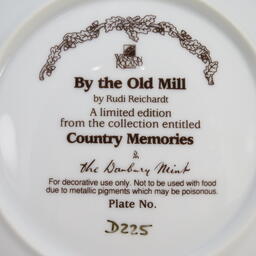 By the Old Mill
by Rudi Reichardt
A limited edition
from the collection entitled
Country Memories
the Danbury Mint
For decorative use only. Not to be used with food
due to metallic pigments which may be poisonous.
Plate No.
D225